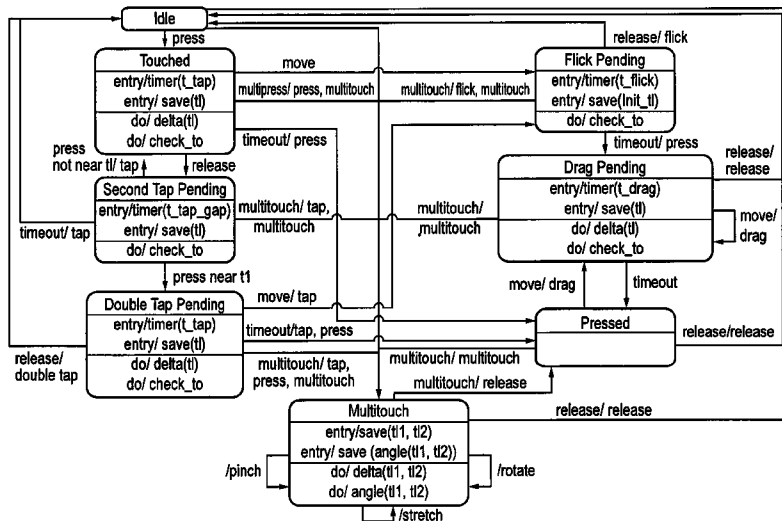 Idle
press
release/ flick
Touched
entry/timer(t_tap)
entry/ save(tl)
do/ delta(tl)
do/ check_to
move
multipress/ press, multitouch
multitouch/ flick, multitouch
Flick Pending
entry/timer(t_flick)
entry/ save(Init_tl)
do/ check_to
timeout/ press
timeout/ press
release/
release
press
not near tl/ tap
release
Second Tap Pending
entry/timer(t_tap_gap)
entry/ save(tl)
do/ check_to
timeout/ tap
multitouch/ tap,
multitouch
multitouch/
,multitouch
Drag Pending
entry/timer(t_drag)
entry/ save(tl)
do/ delta(tl)
do/ check_to
move/
drag
press near t1
move/ drag
timeout
Double Tap Pending
entry/timer(t_tap)
entry/ save(tl)
do/ delta(tl)
do/ check_to
move/ tap
timeout/tap, press
multitouch/ tap,
press, multitouch
multitouch/ multitouch
Pressed
release/release
release/
double tap
multitouch/ release
Multitouch
entry/save(tl1, tl2)
entry/ save (angle(tl1, tl2))
do/ delta(tl1, tl2)
do/ angle(tl1, tl2)
release/ release
/pinch
/rotate
/stretch